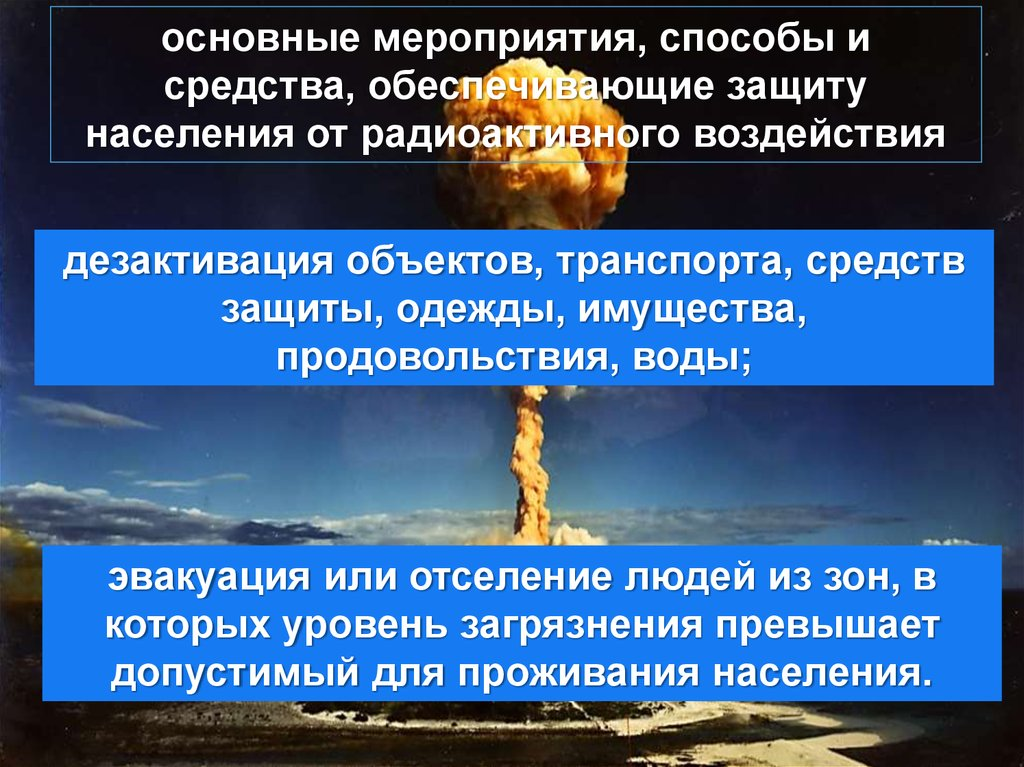 основные мероприятия, способы и
средства, обеспечивающие защиту
населения от радиоактивного воздействия
дезактивация объектов, транспорта, средств
защиты, одежды, имущества,
продовольствия, воды;
эвакуация или отселение людей из зон, в
которых уровень загрязнения превышает
допустимый для проживания населения.